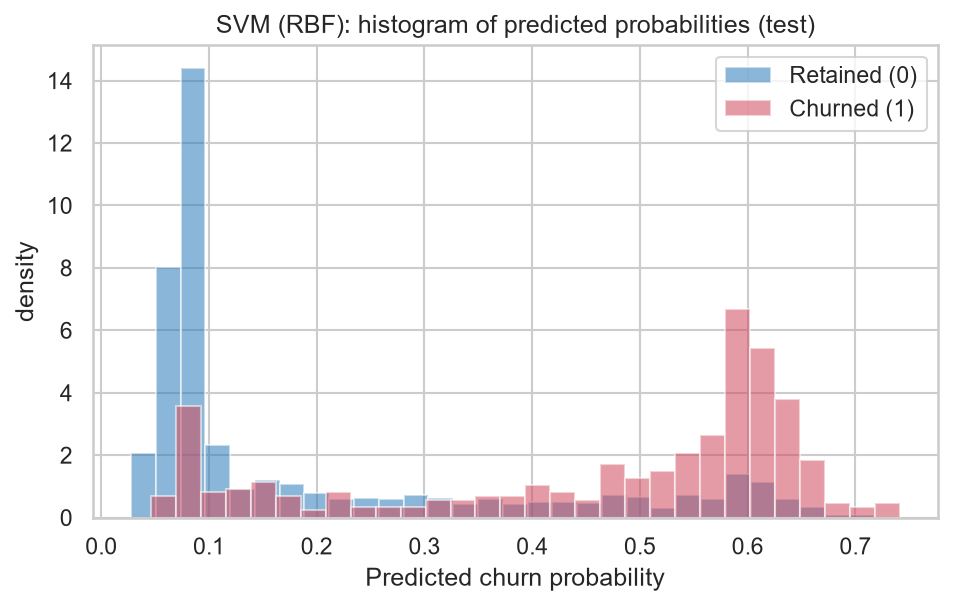 SVM (RBF): histogram of predicted probabilities (test)
Retained (0)
Churned (1)
density
14
12
10
8
6
4
2
0
0.0 0.1 0.2 0.3 0.4 0.5 0.6 0.7
Predicted churn probability